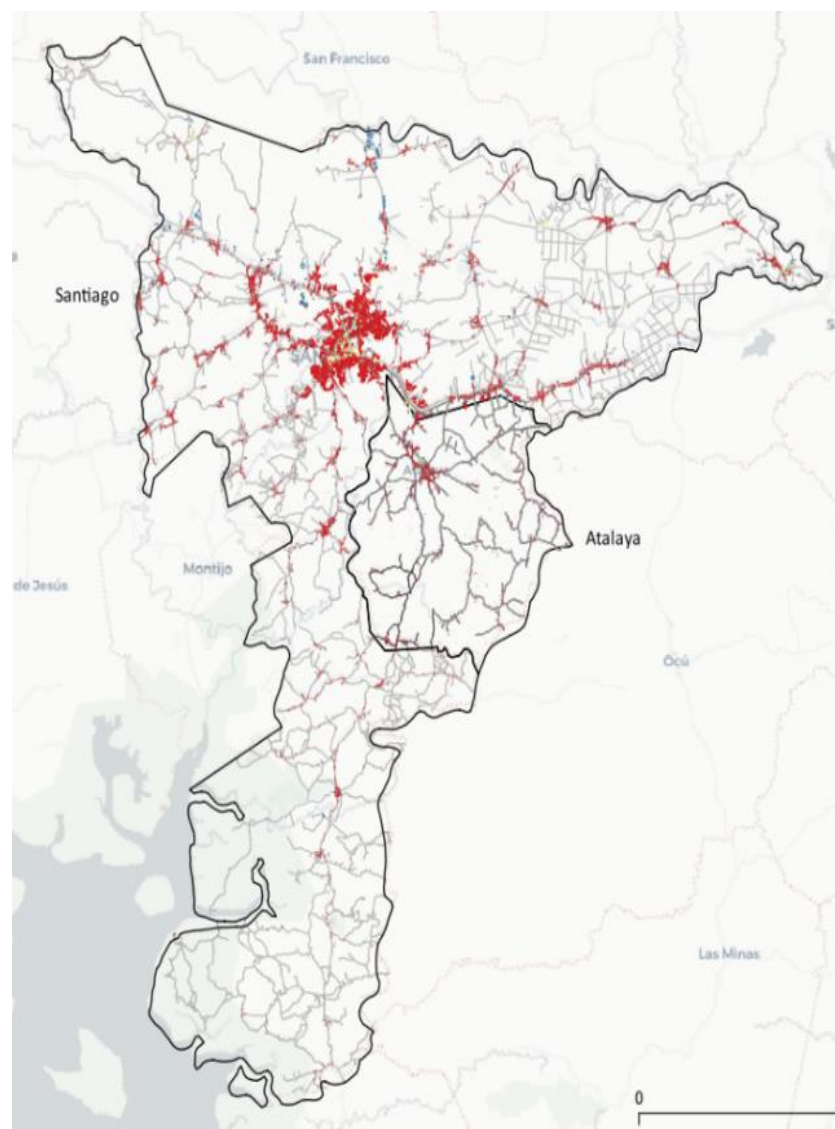 San Francisco
Santiago
Atalaya
Montijo
de Jesús
Ocú
Las Minas
0